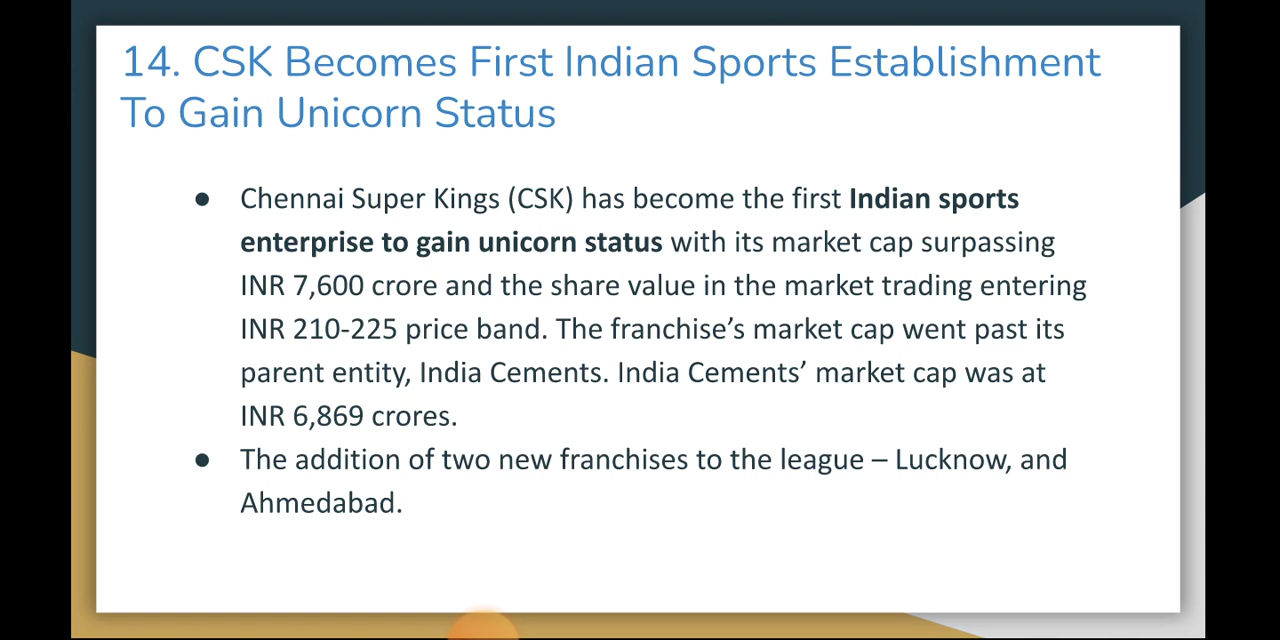 14. CSK Becomes First Indian Sports Establishment
To Gain Unicorn Status
● Chennai Super Kings (CSK) has become the first Indian sports
enterprise to gain unicorn status with its market cap surpassing
INR 7,600 crore and the share value in the market trading entering
INR 210-225 price band. The franchise’s market cap went past its
parent entity, India Cements. India Cements’ market cap was at
INR 6,869 crores.
● The addition of two new franchises to the league – Lucknow, and
Ahmedabad.